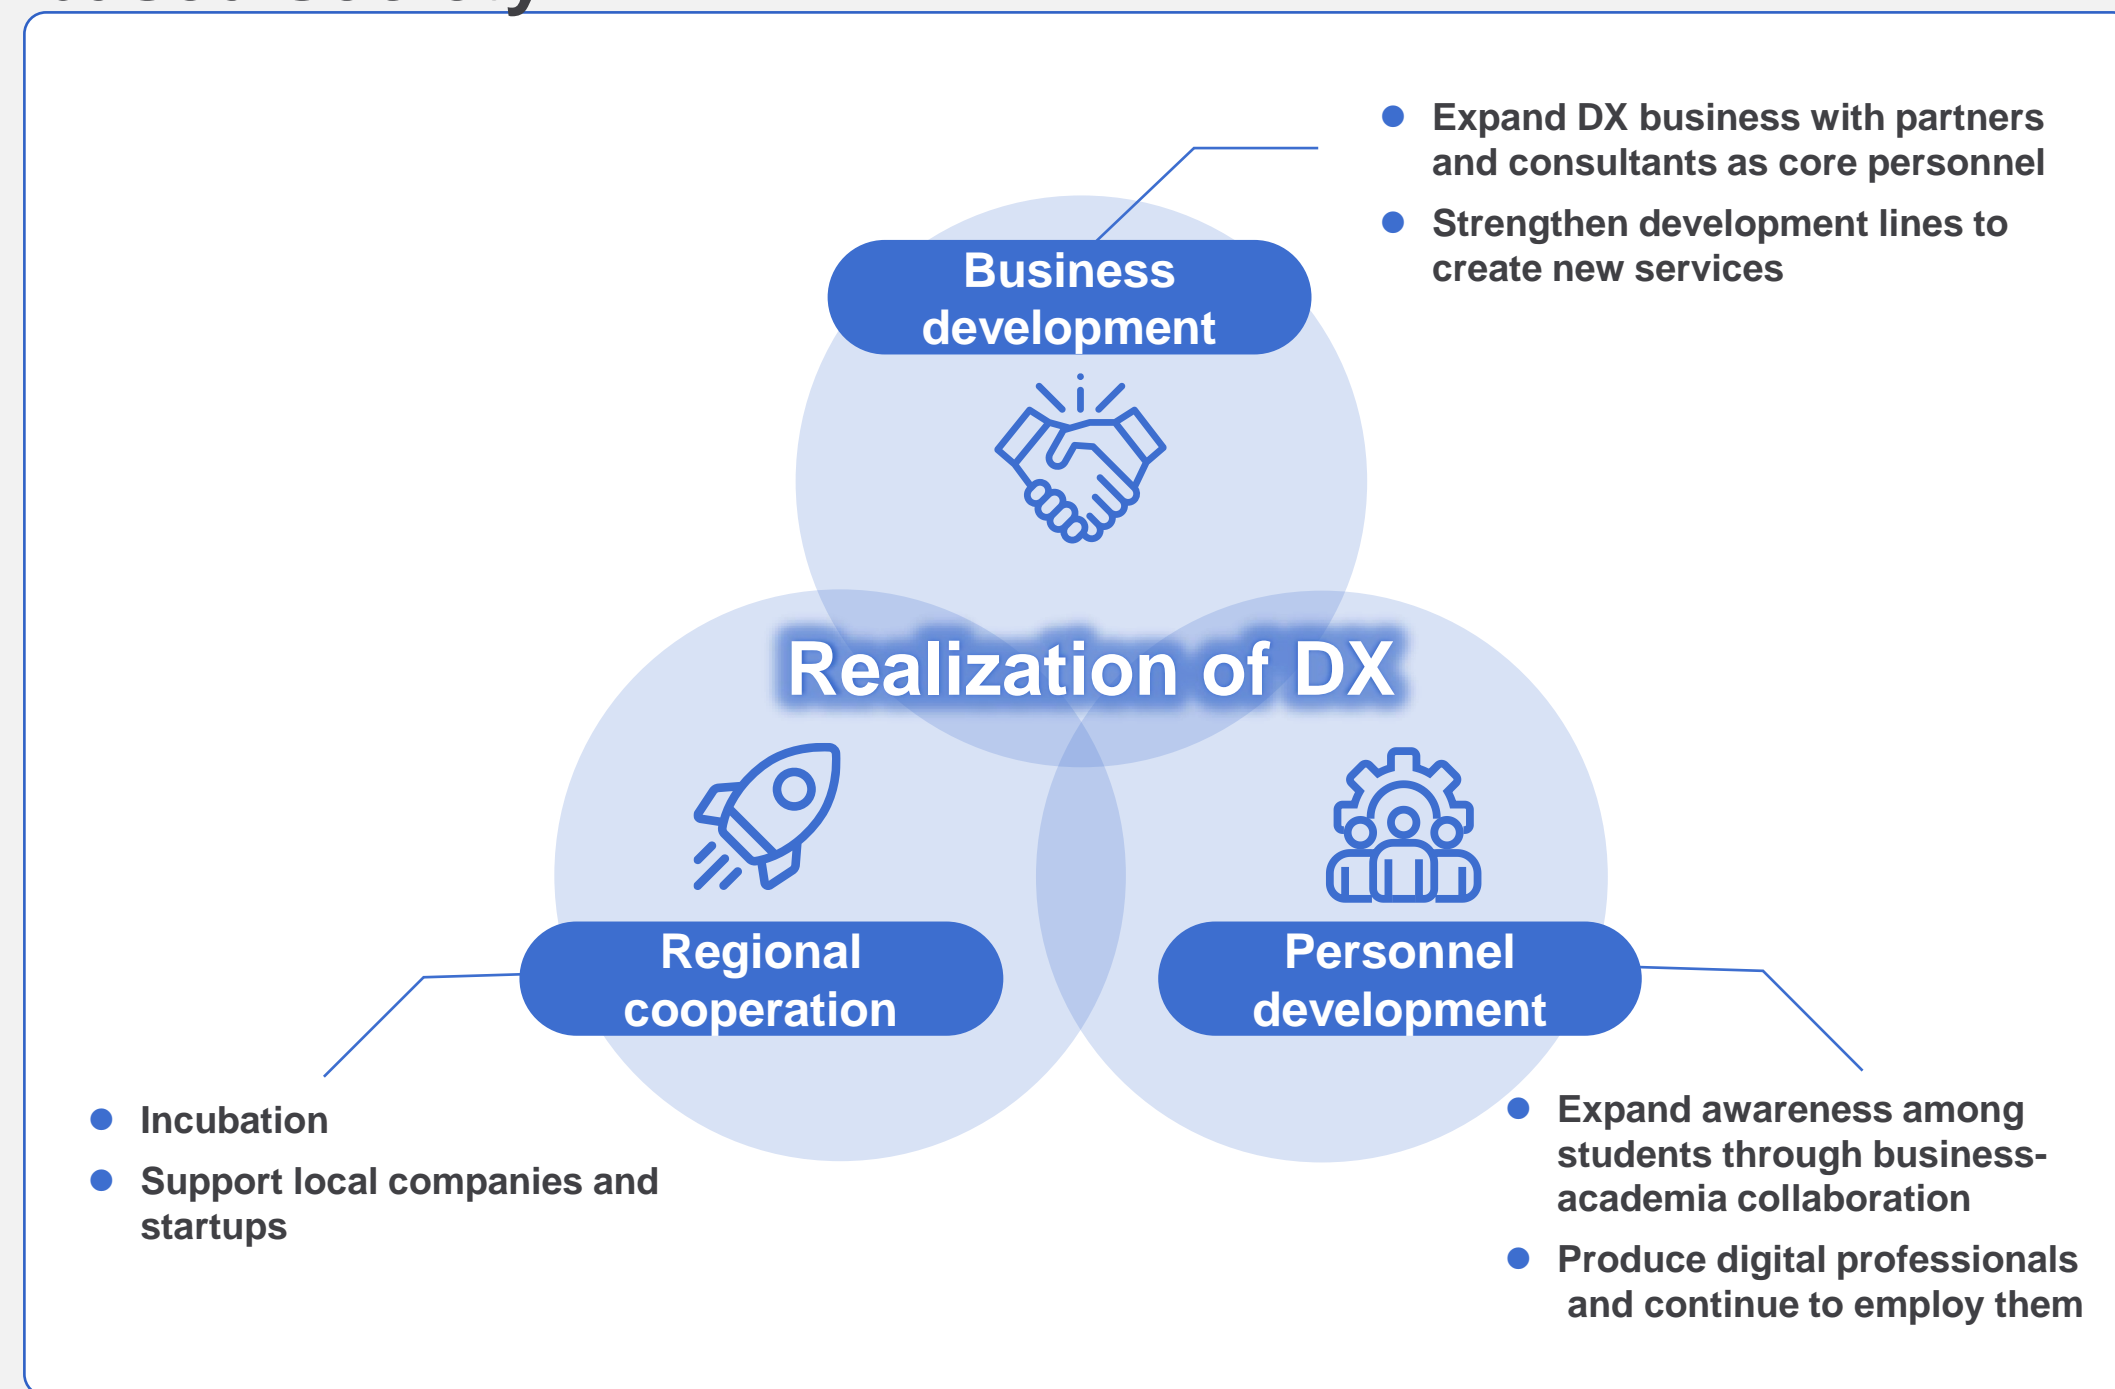 Expand DX business with partners
and consultants as core personnel
Strengthen development lines to
create new services
Business
development
Realization of DX
Regional
cooperation
Personnel
development
Incubation
Support local companies and
startups
Expand awareness among
students through business-
academia collaboration
Produce digital professionals
and continue to employ them